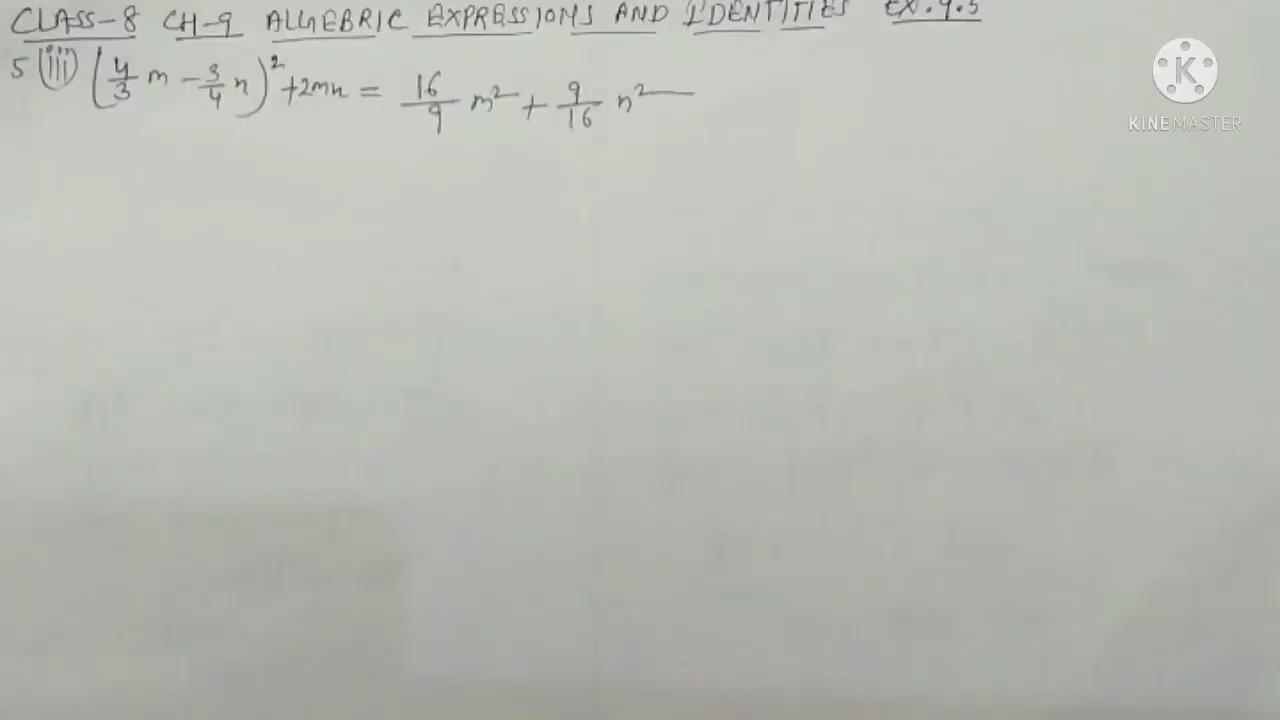 CLASS-8 CH-9 ALGEBRIC EXPRESSIONS AND IDENTITIES EX.9.5
5 (iii) (4/3 m - 3/4 n)² + 2mn = 16/9 m² + 9/16 n²
K
KINEMASTER